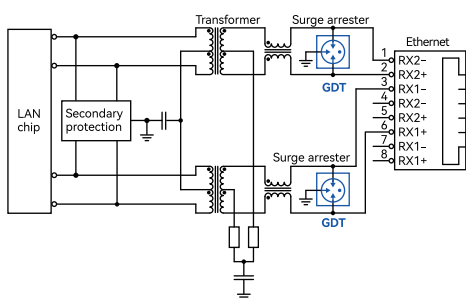 Transformer
Surge arrester
Ethernet
GDT
1 RX2−
2 RX2+
3 RX1−
4 RX2−
5 RX2+
6 RX1+
7 RX1−
8 RX1+
LAN
chip
Secondary
protection
Surge arrester
GDT